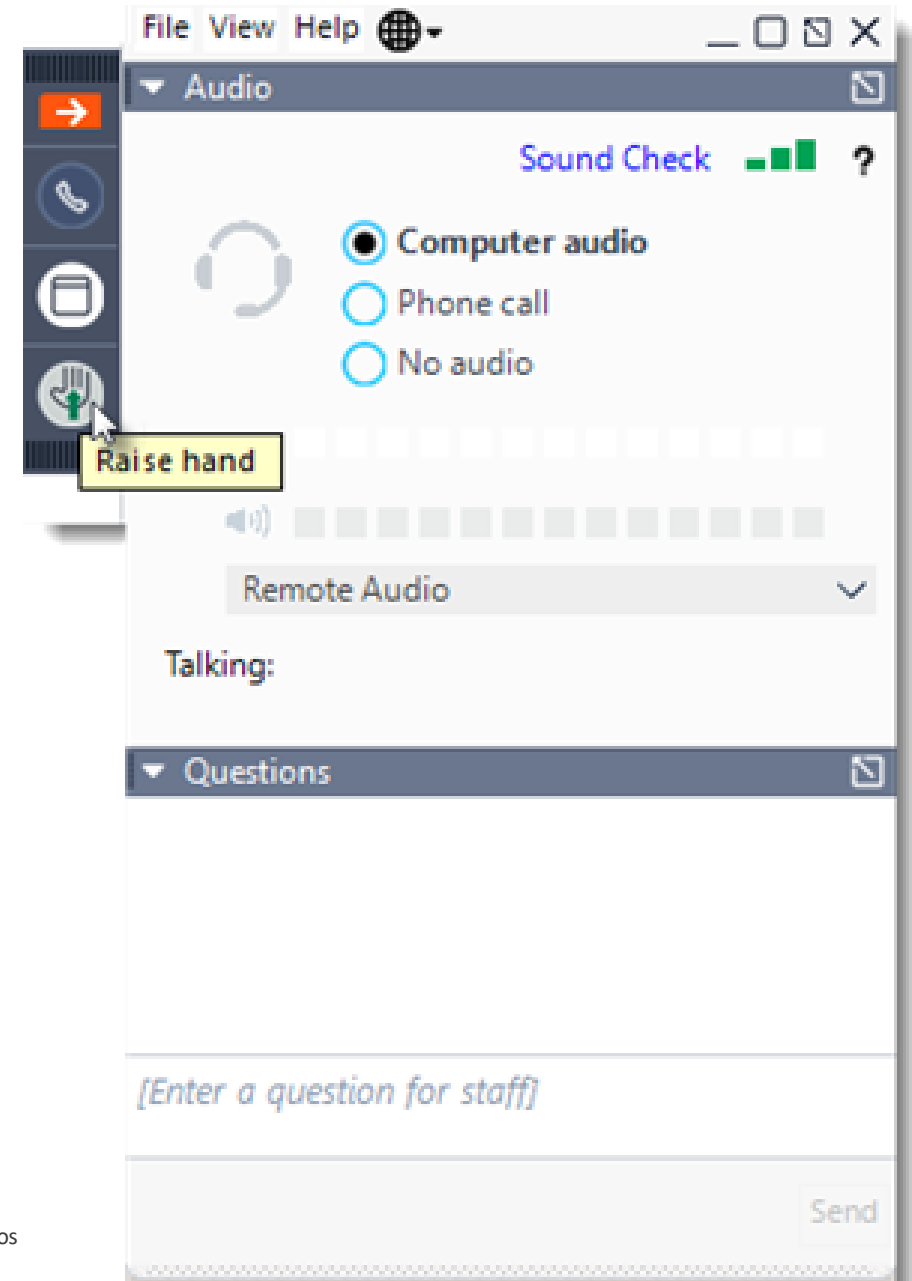 File View Help
Audio
Sound Check ?
Computer audio
Phone call
No audio
Raise hand
Remote Audio
Talking:
Questions
[Enter a question for staff]
Send
os